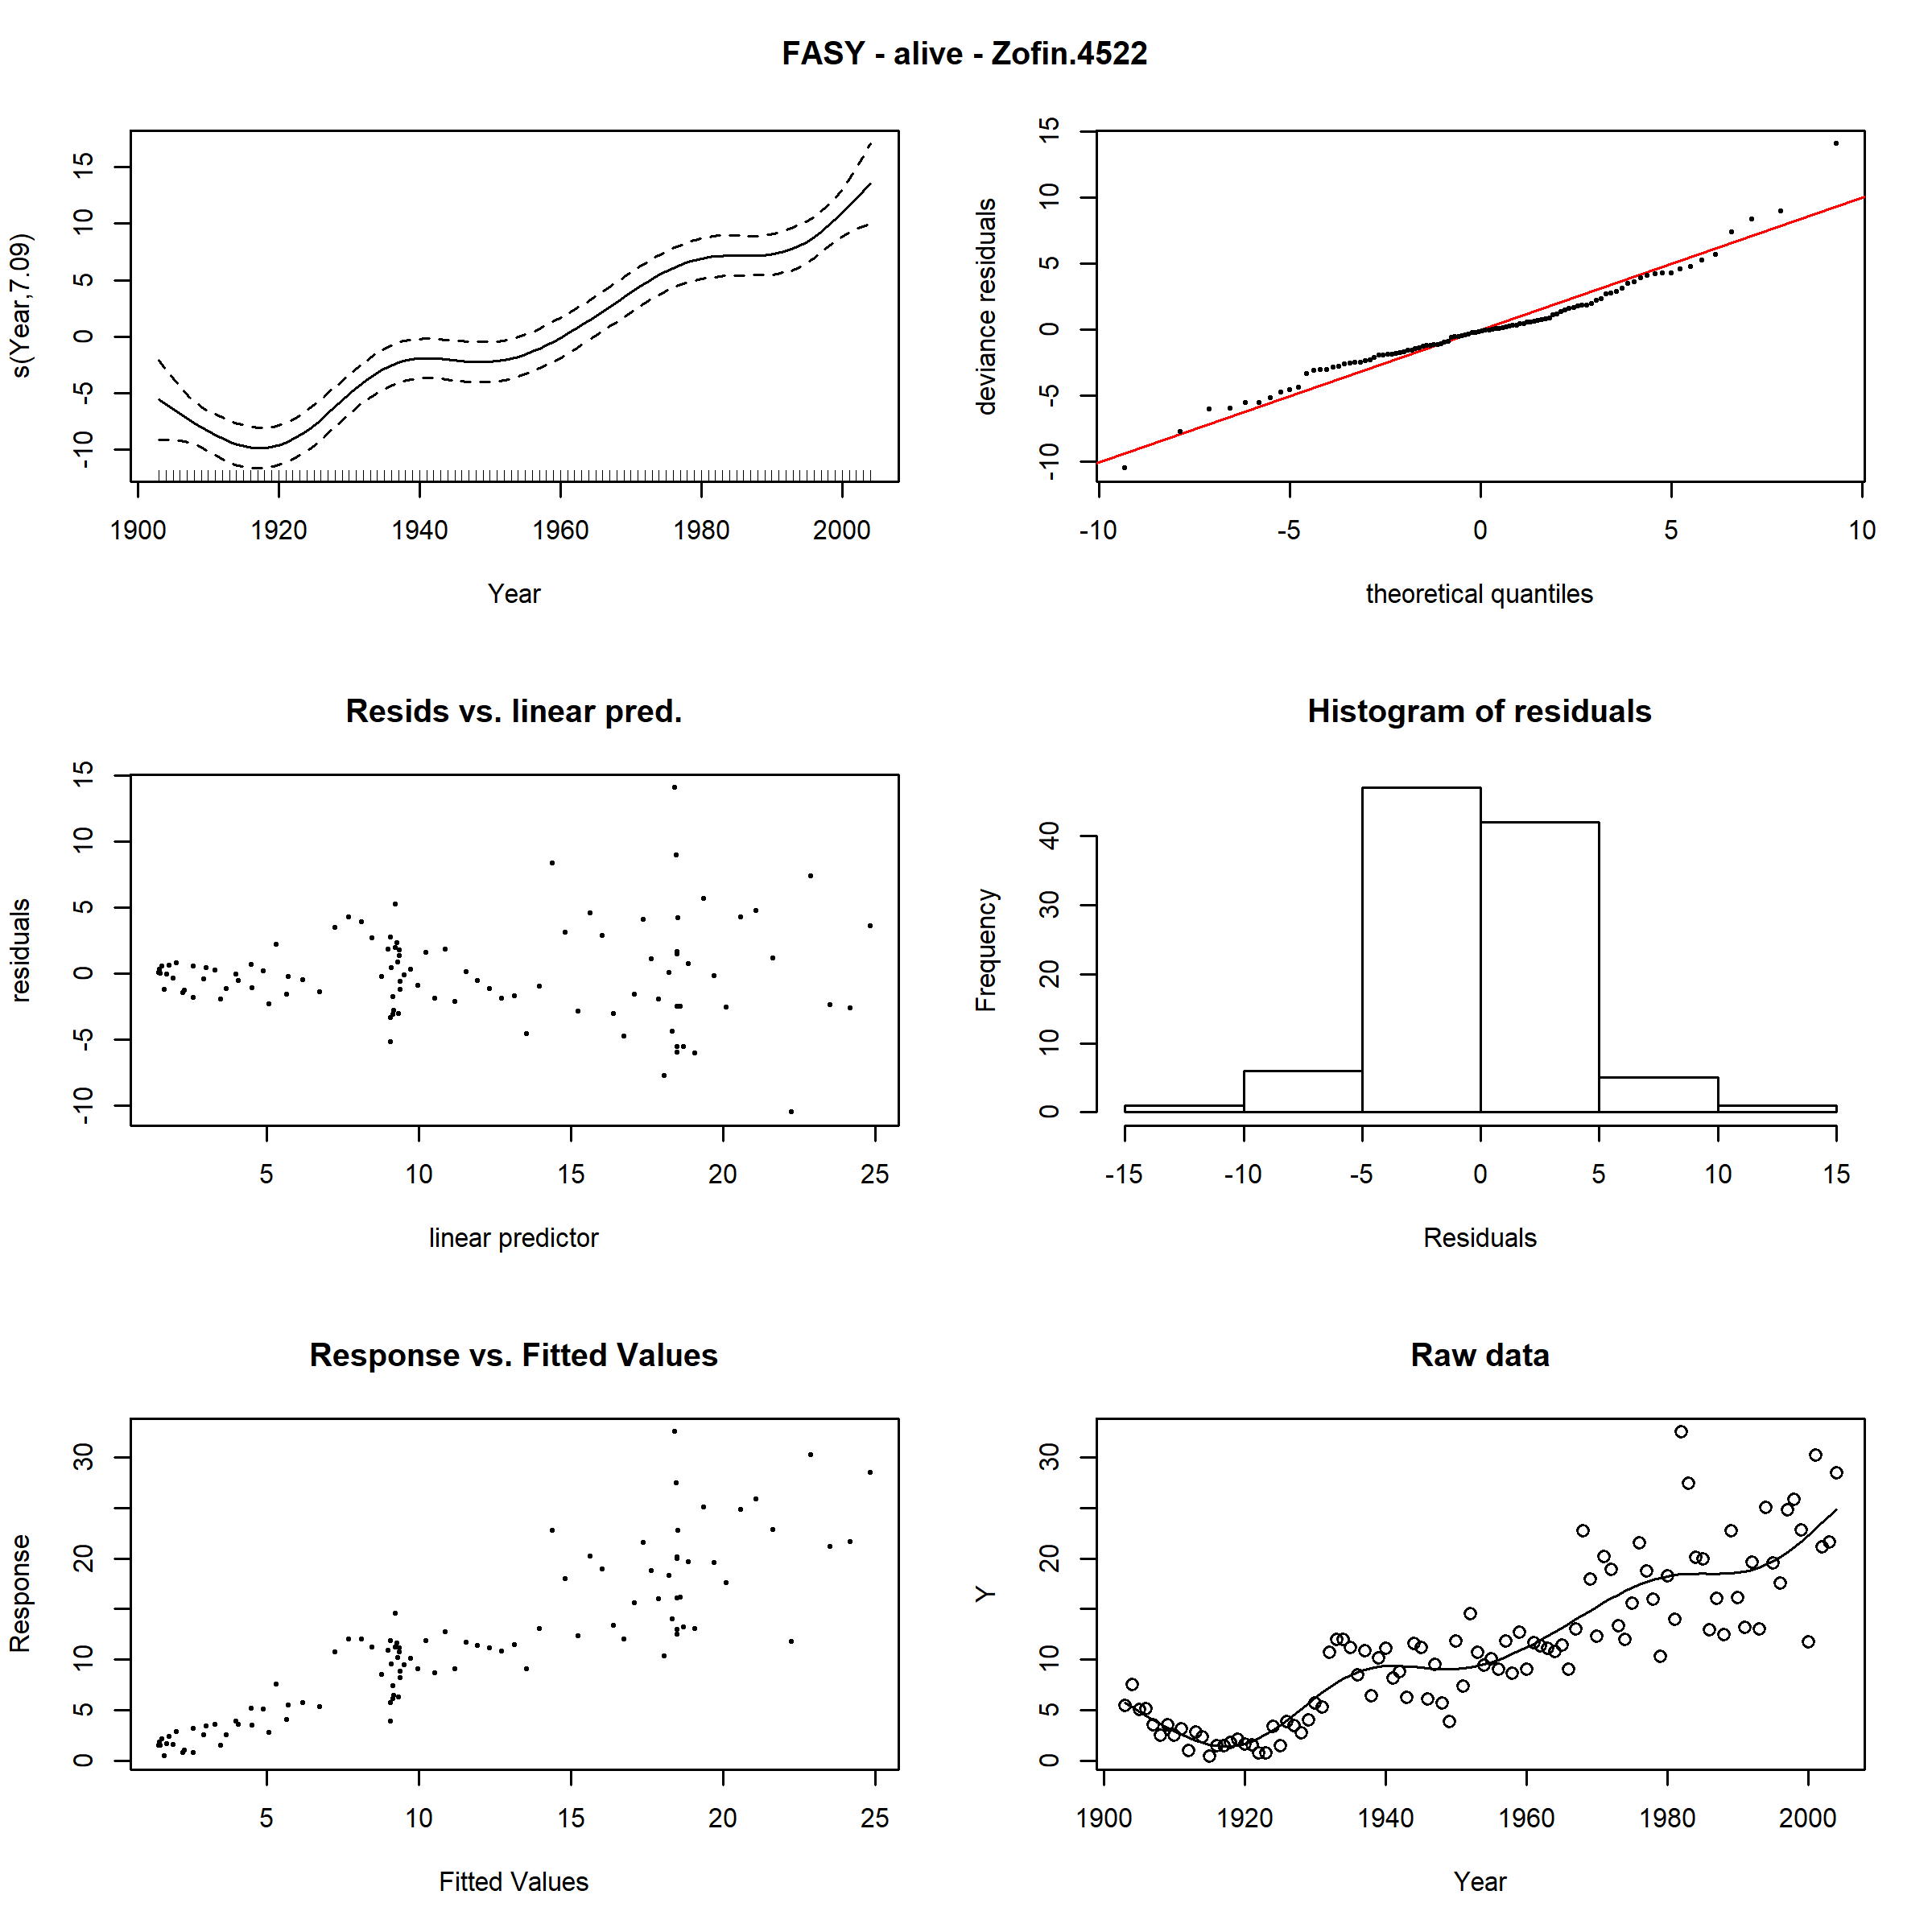 FASY - alive - Zofin.4522
s(Year,7.09)
-10 -5 0 5 10 15
1900 1920 1940 1960 1980 2000
Year
deviance residuals
-10 -5 0 5 10 15
-10 -5 0 5 10
theoretical quantiles
Resids vs. linear pred.
residuals
-10 -5 0 5 10 15
5 10 15 20 25
linear predictor
Histogram of residuals
Frequency
0 10 20 30 40
-15 -10 -5 0 5 10 15
Residuals
Response vs. Fitted Values
Response
0 5 10 20 30
5 10 15 20 25
Fitted Values
Raw data
Y
0 5 10 20 30
1900 1920 1940 1960 1980 2000
Year